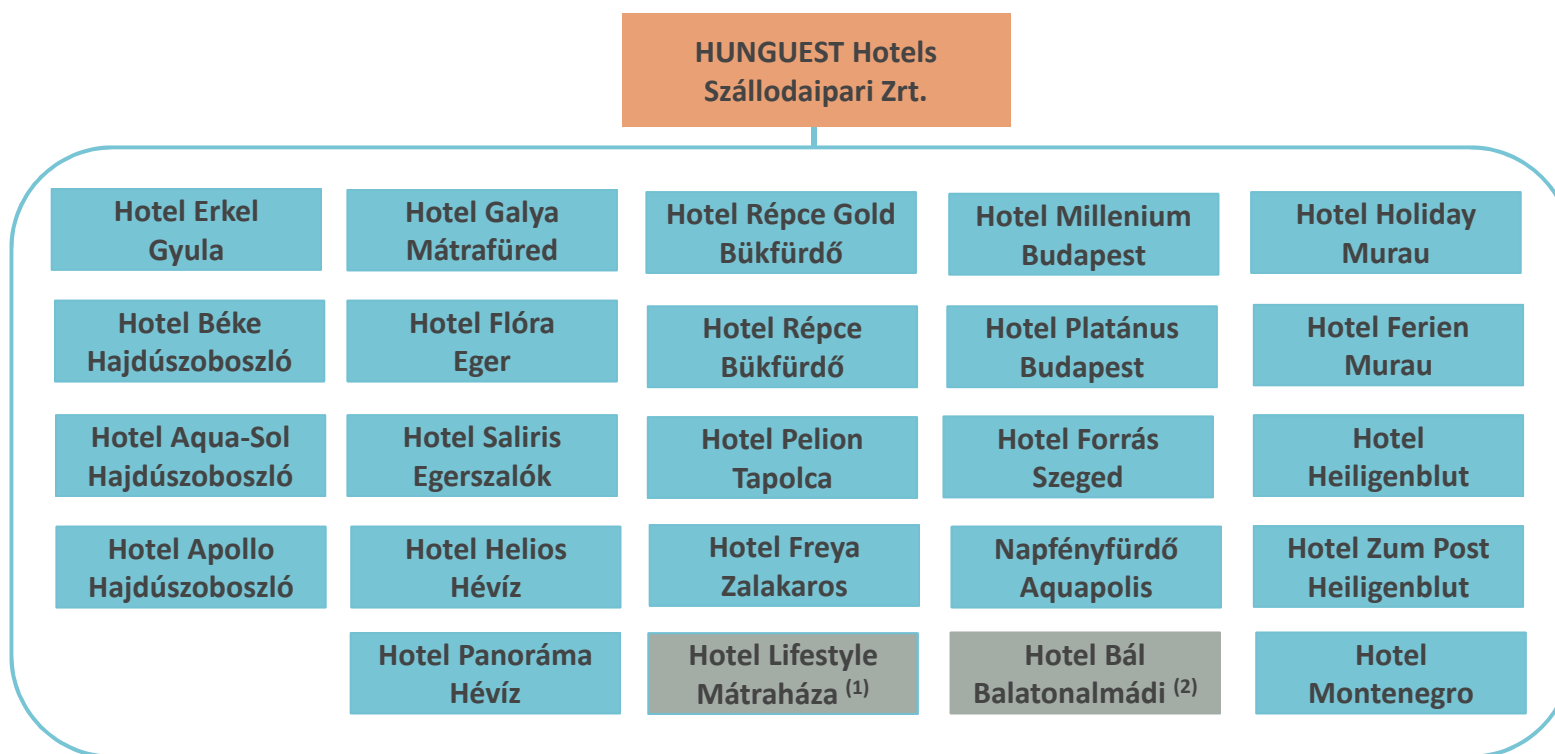 HUNGUEST Hotels
Szállodaipari Zrt.
Hotel Erkel
Gyula
Hotel Galya
Mátrafüred
Hotel Répce Gold
Bükfürdő
Hotel Millenium
Budapest
Hotel Holiday
Murau
Hotel Béke
Hajdúszoboszló
Hotel Flóra
Eger
Hotel Répce
Bükfürdő
Hotel Platánus
Budapest
Hotel Ferien
Murau
Hotel Aqua-Sol
Hajdúszoboszló
Hotel Saliris
Egerszalók
Hotel Pelion
Tapolca
Hotel Forrás
Szeged
Hotel
Heiligenblut
Hotel Apollo
Hajdúszoboszló
Hotel Helios
Hévíz
Hotel Freya
Zalakaros
Napfényfürdő
Aquapolis
Hotel Zum Post
Heiligenblut
Hotel Panoráma
Hévíz
Hotel Lifestyle
Mátraháza (1)
Hotel Bál
Balatonalmádi (2)
Hotel
Montenegro